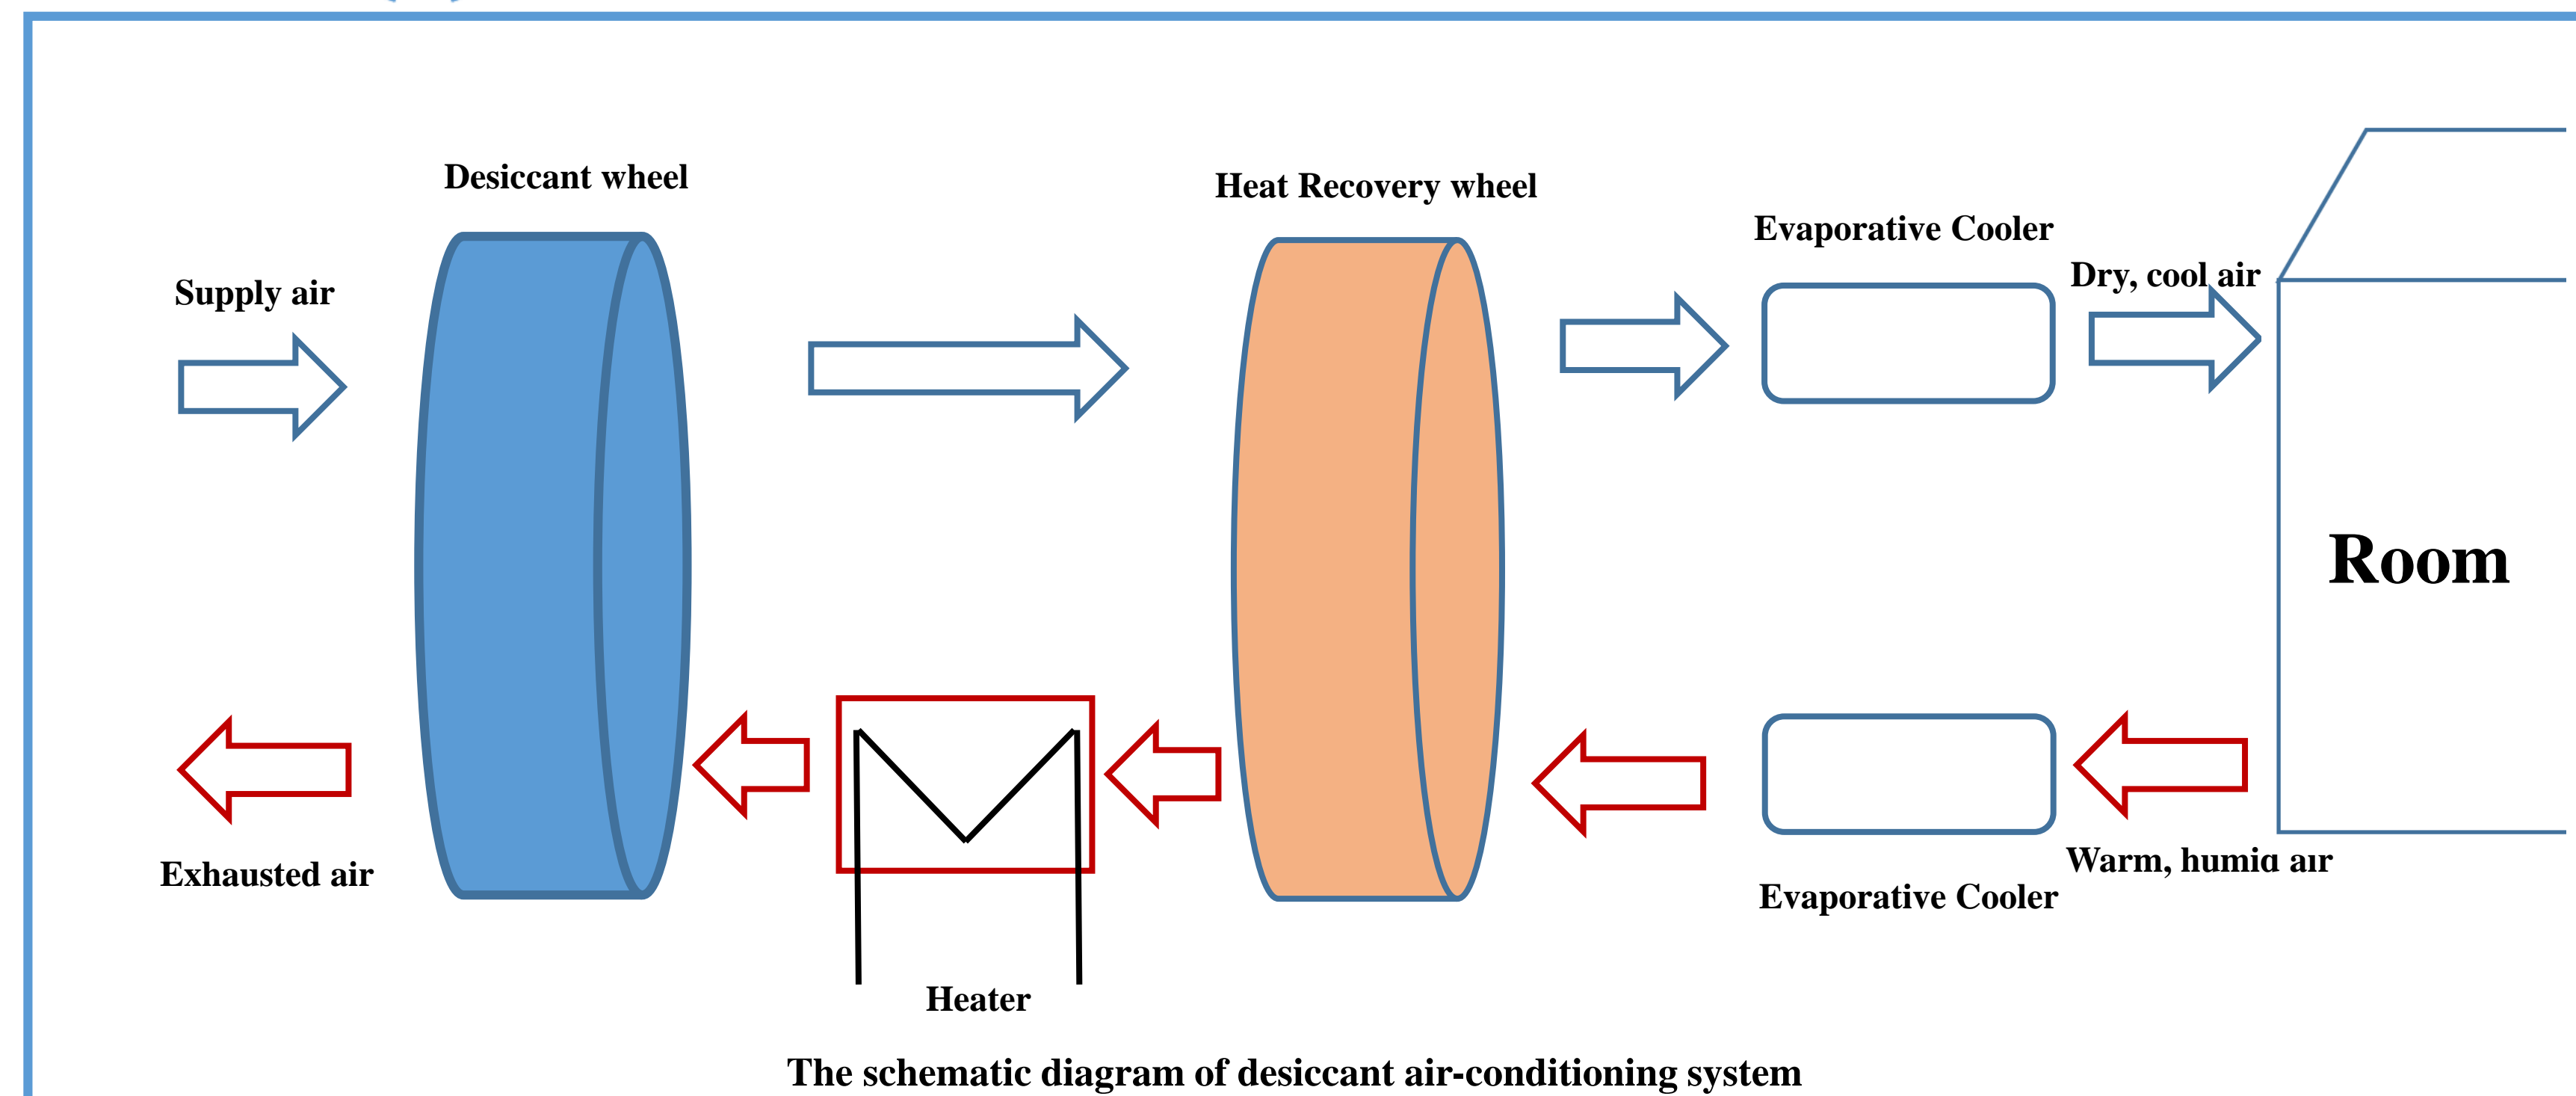 Desiccant wheel
Heat Recovery wheel
Evaporative Cooler
Supply air
Dry, cool air
Room
Exhausted air
Warm, humid air
Evaporative Cooler
Heater
The schematic diagram of desiccant air-conditioning system